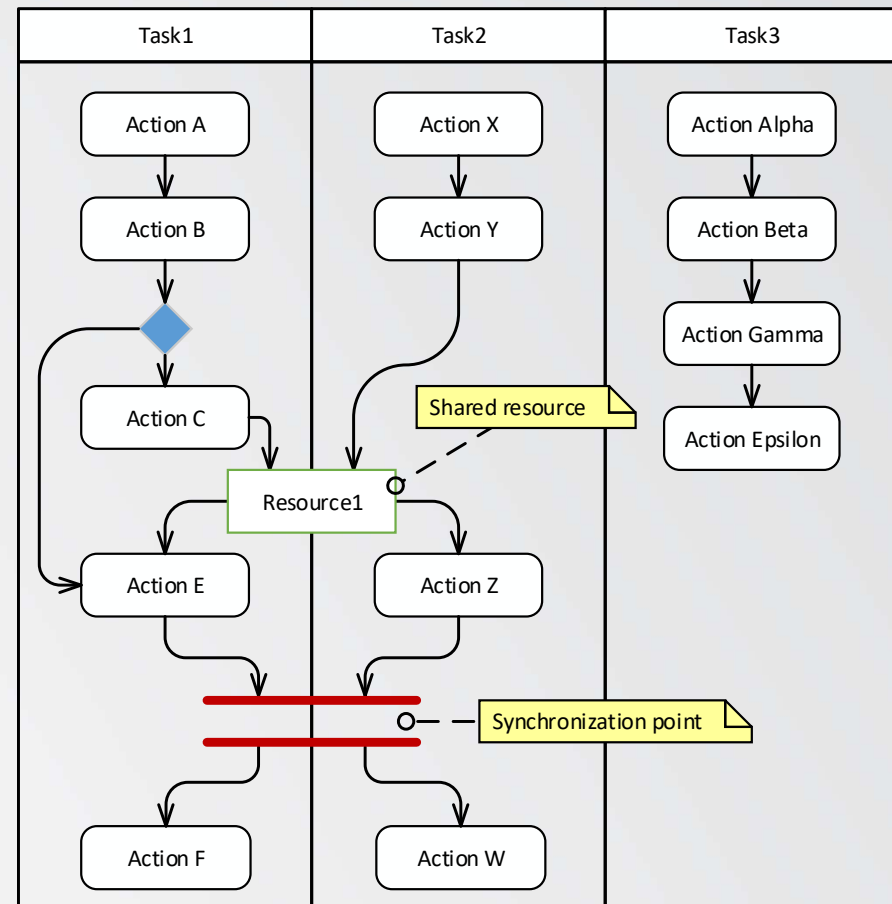 Task1
Task2
Task3
Action A
Action X
Action Alpha
Action B
Action Y
Action Beta
Action Gamma
Action C
Shared resource
Action Epsilon
Resource1
Action E
Action Z
Synchronization point
Action F
Action W